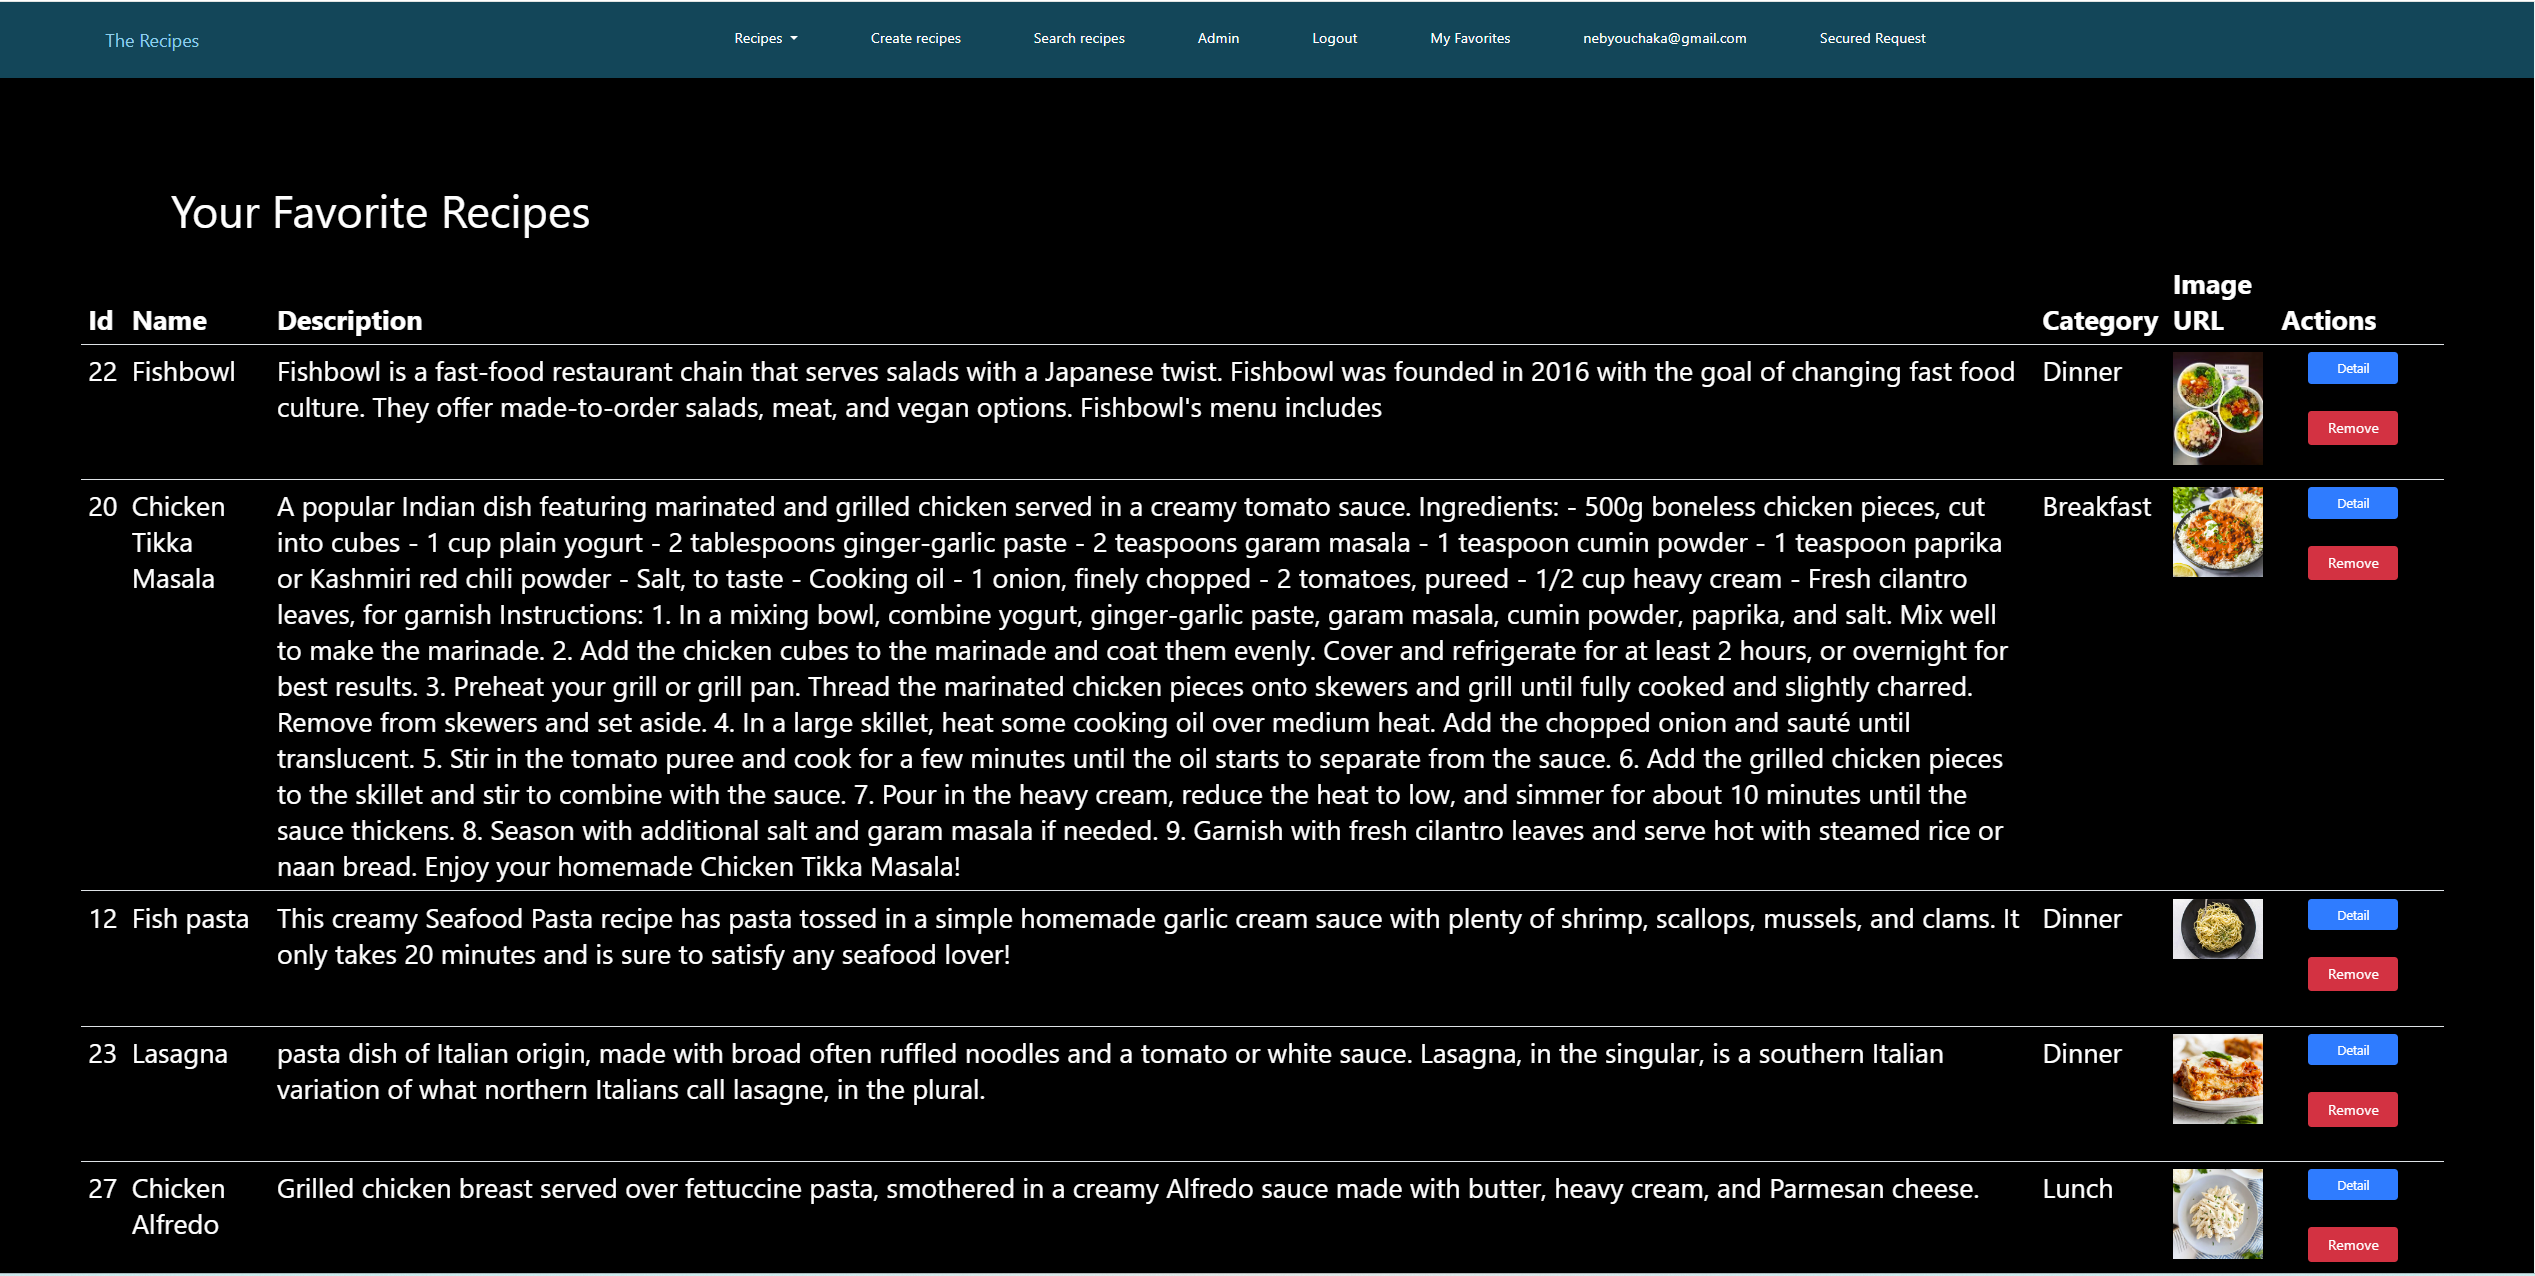 The Recipes
Recipes
Create recipes
Search recipes
Admin
Logout
My Favorites
nebyouchaka@gmail.com
Secured Request
Your Favorite Recipes
Id Name Description Category Image URL Actions
22 Fishbowl
Fishbowl is a fast-food restaurant chain that serves salads with a Japanese twist. Fishbowl was founded in 2016 with the goal of changing fast food
culture. They offer made-to-order salads, meat, and vegan options. Fishbowl's menu includes
Dinner
Detail
Remove
20 Chicken
Tikka
Masala
A popular Indian dish featuring marinated and grilled chicken served in a creamy tomato sauce. Ingredients: - 500g boneless chicken pieces, cut
into cubes - 1 cup plain yogurt - 2 tablespoons ginger-garlic paste - 2 teaspoons garam masala - 1 teaspoon cumin powder - 1 teaspoon paprika
or Kashmiri red chili powder - Salt, to taste - Cooking oil - 1 onion, finely chopped - 2 tomatoes, pureed - 1/2 cup heavy cream - Fresh cilantro
leaves, for garnish Instructions: 1. In a mixing bowl, combine yogurt, ginger-garlic paste, garam masala, cumin powder, paprika, and salt. Mix well
to make the marinade. 2. Add the chicken cubes to the marinade and coat them evenly. Cover and refrigerate for at least 2 hours, or overnight for
best results. 3. Preheat your grill or grill pan. Thread the marinated chicken pieces onto skewers and grill until fully cooked and slightly charred.
Remove from skewers and set aside. 4. In a large skillet, heat some cooking oil over medium heat. Add the chopped onion and sauté until
translucent. 5. Stir in the tomato puree and cook for a few minutes until the oil starts to separate from the sauce. 6. Add the grilled chicken pieces
to the skillet and stir to combine with the sauce. 7. Pour in the heavy cream, reduce the heat to low, and simmer for about 10 minutes until the
sauce thickens. 8. Season with additional salt and garam masala if needed. 9. Garnish with fresh cilantro leaves and serve hot with steamed rice or
naan bread. Enjoy your homemade Chicken Tikka Masala!
Breakfast
Detail
Remove
12 Fish pasta
This creamy Seafood Pasta recipe has pasta tossed in a simple homemade garlic cream sauce with plenty of shrimp, scallops, mussels, and clams. It
only takes 20 minutes and is sure to satisfy any seafood lover!
Dinner
Detail
Remove
23 Lasagna
pasta dish of Italian origin, made with broad often ruffled noodles and a tomato or white sauce. Lasagna, in the singular, is a southern Italian
variation of what northern Italians call lasagne, in the plural.
Dinner
Detail
Remove
27 Chicken
Alfredo
Grilled chicken breast served over fettuccine pasta, smothered in a creamy Alfredo sauce made with butter, heavy cream, and Parmesan cheese.
Lunch
Detail
Remove